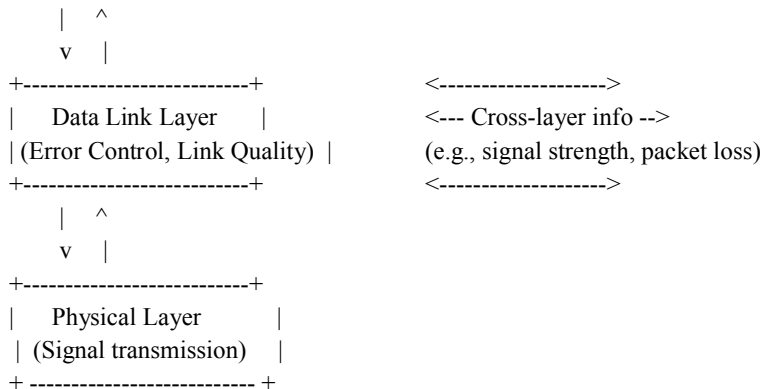 | ^
v |
+---------------------------+ <-------------------->
| Data Link Layer | <--- Cross-layer info -->
| (Error Control, Link Quality) | (e.g., signal strength, packet loss)
+---------------------------+ <-------------------->
| ^
v |
+---------------------------+
| Physical Layer |
| (Signal transmission) |
+ --------------------------- +